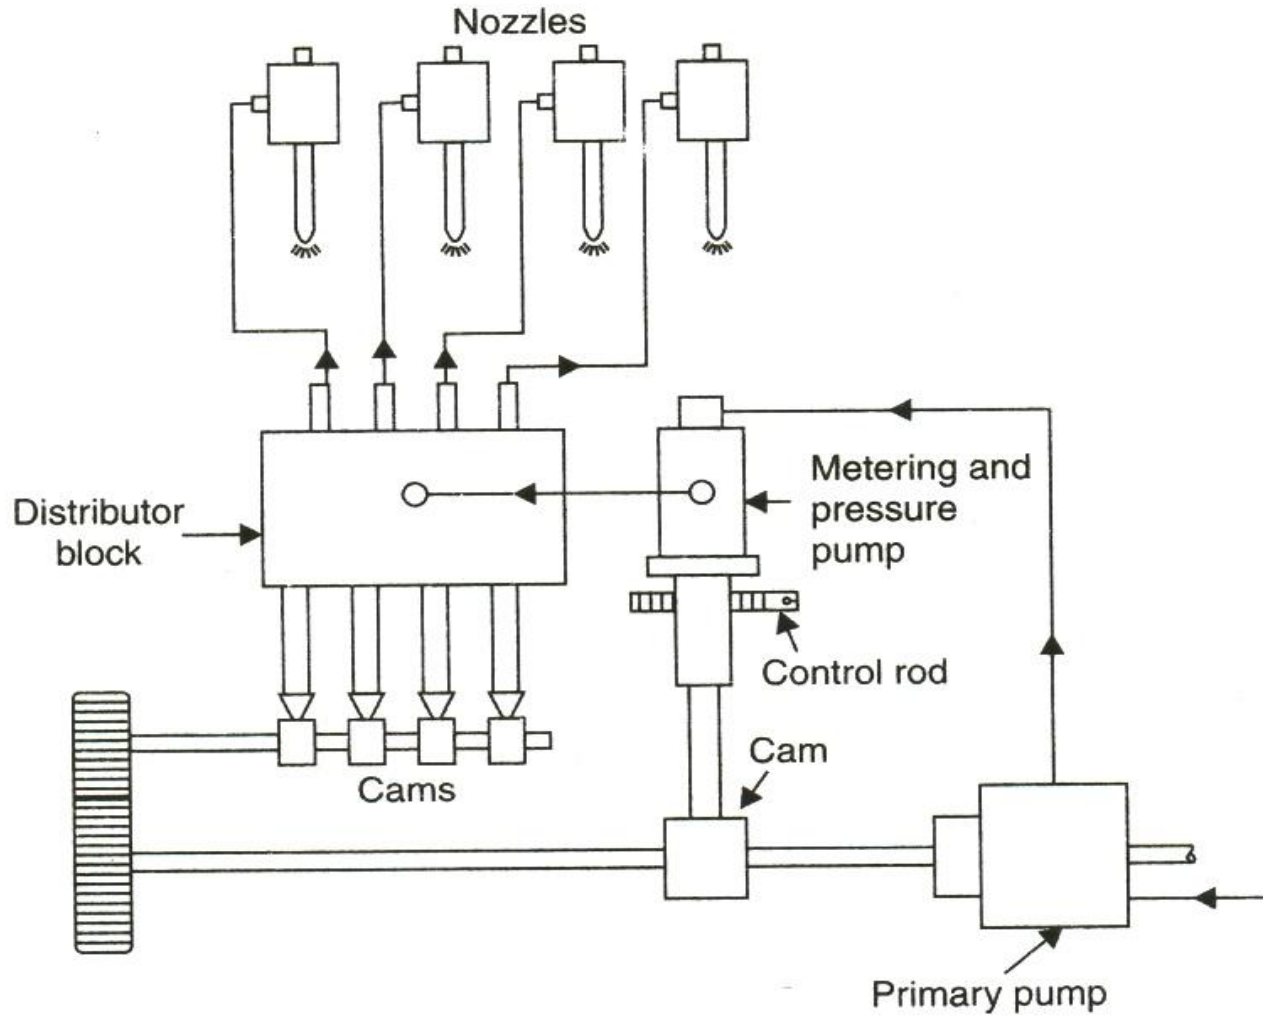 Nozzles
Metering and
pressure
pump
Distributor
block
Control rod
Cam
Cams
Primary pump